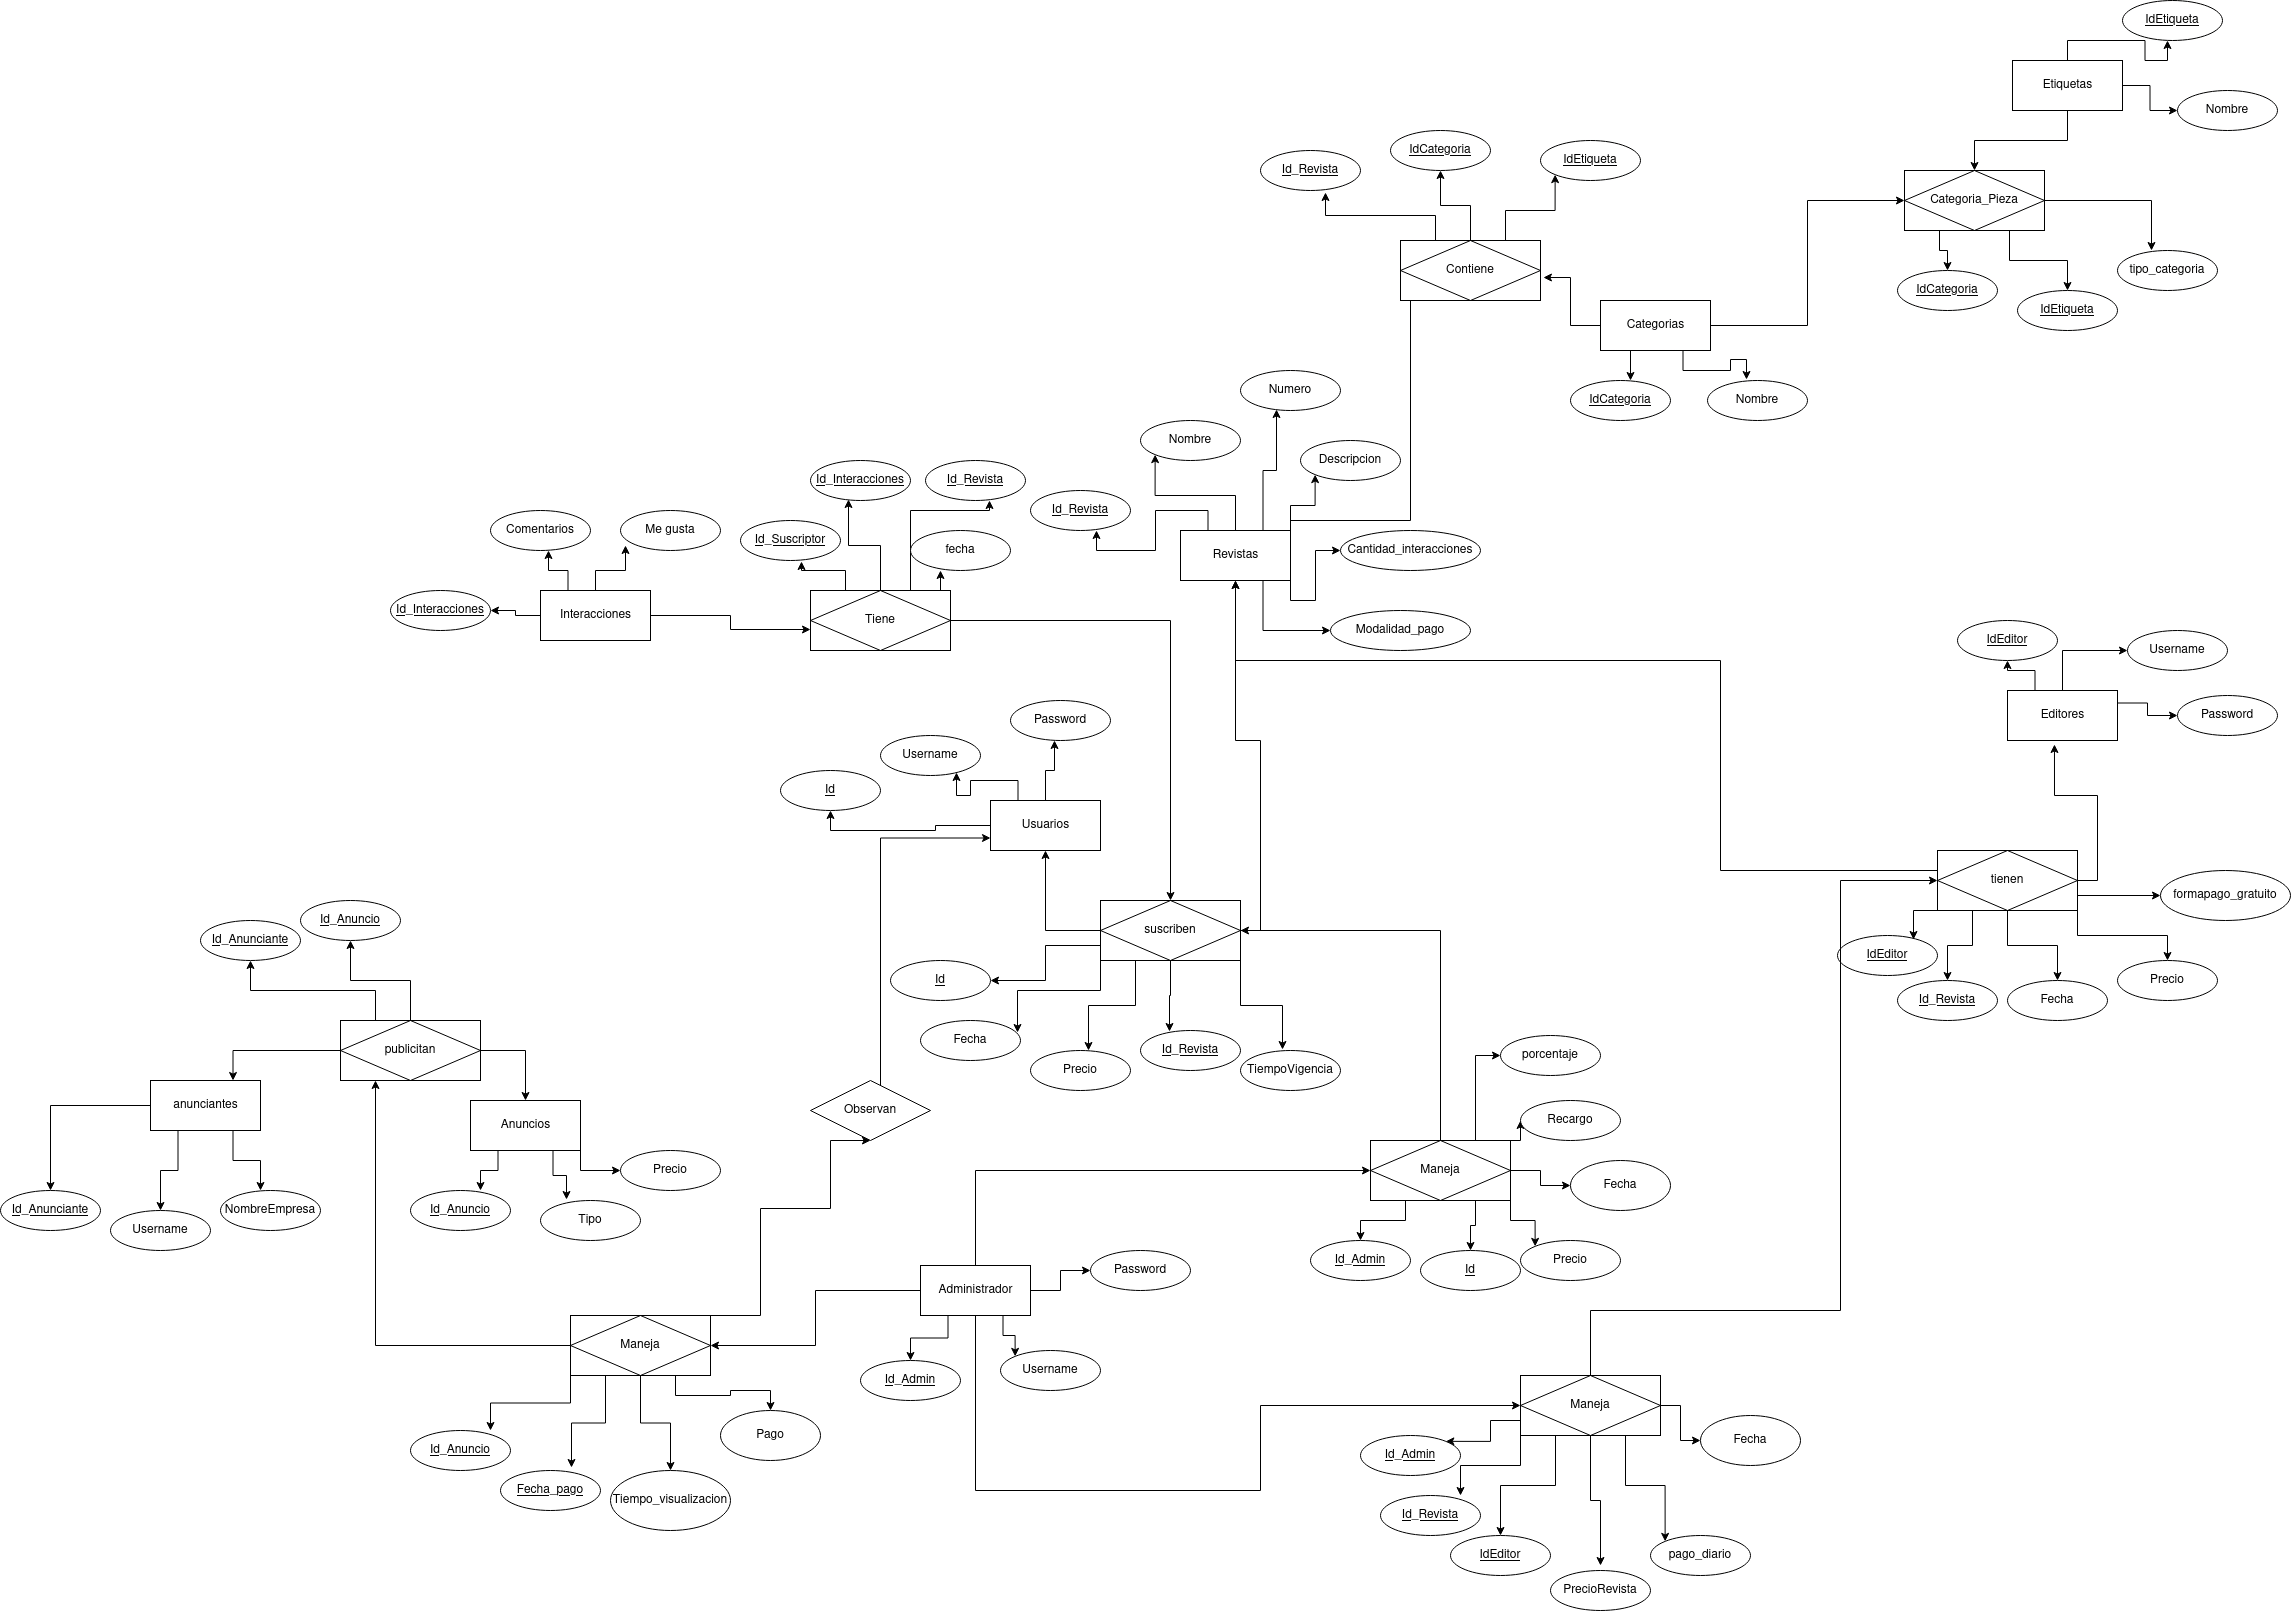 IdEtiqueta
Etiquetas
Nombre
Id_Revista
IdCategoria
IdEtiqueta
Categoria_Pieza
Contiene
tipo_categoria
IdCategoria
IdEtiqueta
Categorias
IdCategoria
Nombre
Numero
Nombre
Descripcion
Id_Revista
Revistas
Cantidad_interacciones
Modalidad_pago
Id_Interacciones
Id_Revista
Id_Suscriptor
fecha
Comentarios
Me gusta
Id_Interacciones
Interacciones
Tiene
IdEditor
Username
Editores
Password
Password
Username
Id
Usuarios
tienen
formapago_gratuito
IdEditor
Id_Revista
Fecha
Precio
suscriben
Id
Fecha
Precio
Id_Revista
TiempoVigencia
Id_Anuncio
Id_Anunciante
publicitan
anunciantes
Anuncios
Precio
Id_Anunciante
Username
NombreEmpresa
Id_Anuncio
Tipo
Observan
porcentaje
Recargo
Maneja
Fecha
Id_Admin
Id
Precio
Administrador
Password
Id_Admin
Username
Maneja
Id_Anuncio
Fecha_pago
Tiempo_visualizacion
Pago
Maneja
Fecha
Id_Admin
Id_Revista
IdEditor
PrecioRevista
pago_diario